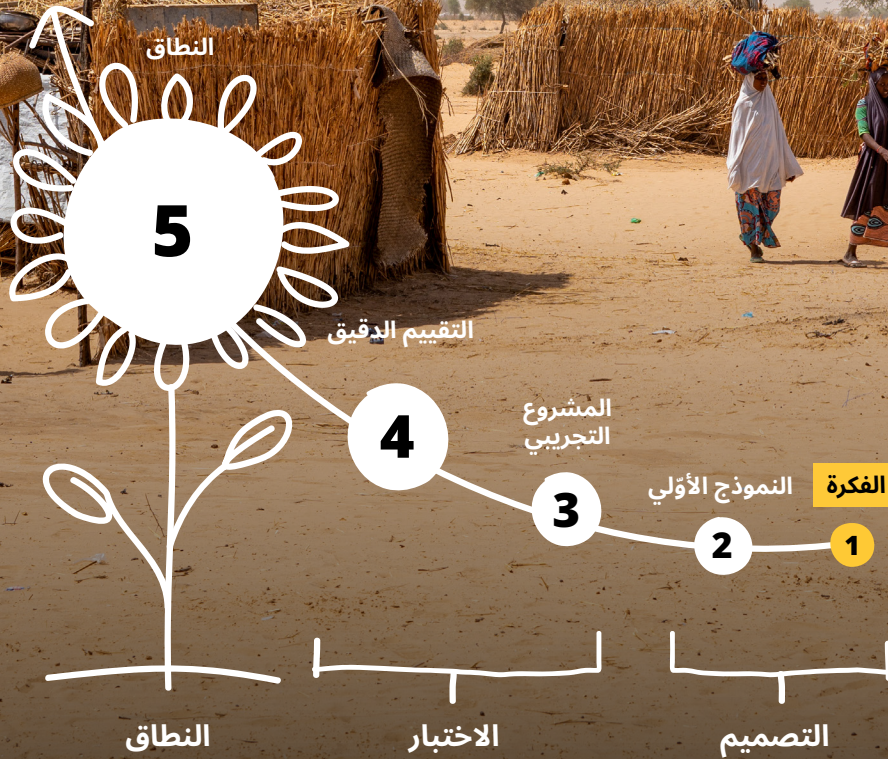 الفكرة
1
النموذج الأوّلي
2
المشروع
التجريبي
3
التقييم الدقيق
4
النطاق
5
التصميم
الاختبار
النطاق